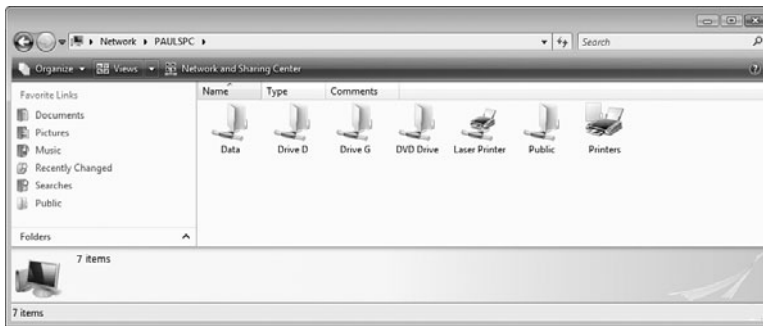 Network ▸ PAULSPC ▸ Search
Organize Views Network and Sharing Center
Favorite Links
Documents
Pictures
Music
Recently Changed
Searches
Public
Folders
Name Type Comments
Data Drive D Drive G DVD Drive Laser Printer Public Printers
7 items
7 items